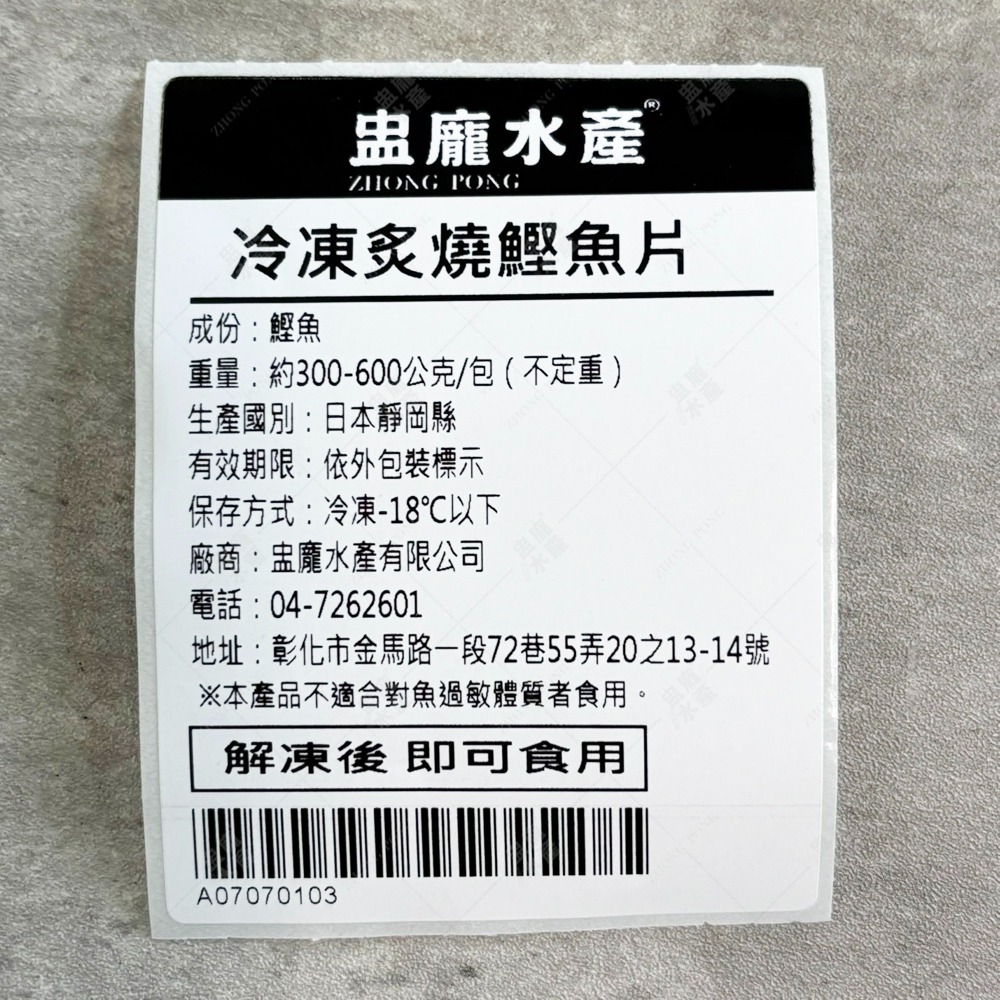 盅龐水產®
ZHONG PONG
冷凍炙燒鰹魚片
成份：鰹魚
重量：約300-600公克/包（不定重）
生產國別：日本靜岡縣
有效期限：依外包裝標示
保存方式：冷凍-18℃以下
廠商：盅龐水產有限公司
電話：04-7262601
地址：彰化市金馬路一段72巷55弄20之13-14號
※本產品不適合對魚過敏體質者食用。
解凍後 即可食用
A07070103